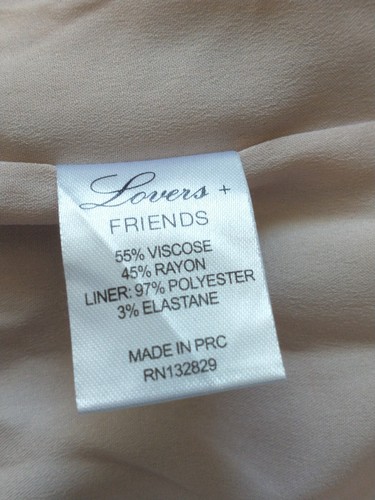 Lovers +
FRIENDS
55% VISCOSE
45% RAYON
LINER: 97% POLYESTER
3% ELASTANE
MADE IN PRC
RN132829